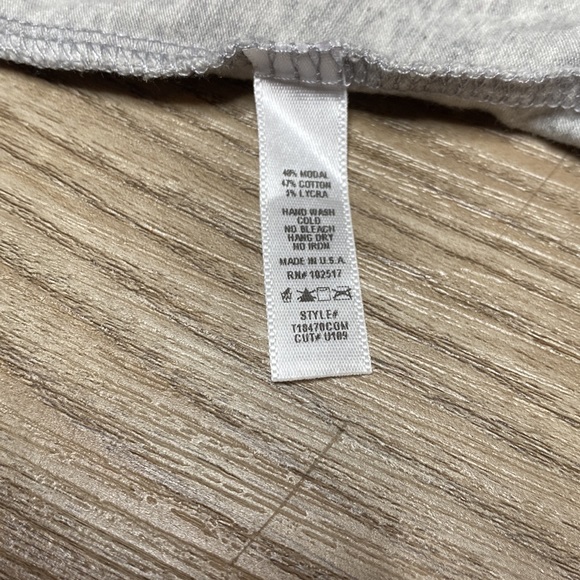 48% MODAL
47% COTTON
5% LYCRA
HAND WASH
COLD
NO BLEACH
HANG DRY
NO IRON
MADE IN U.S.A.
RN# 102517
STYLE#
T18470COM
CUT# U109